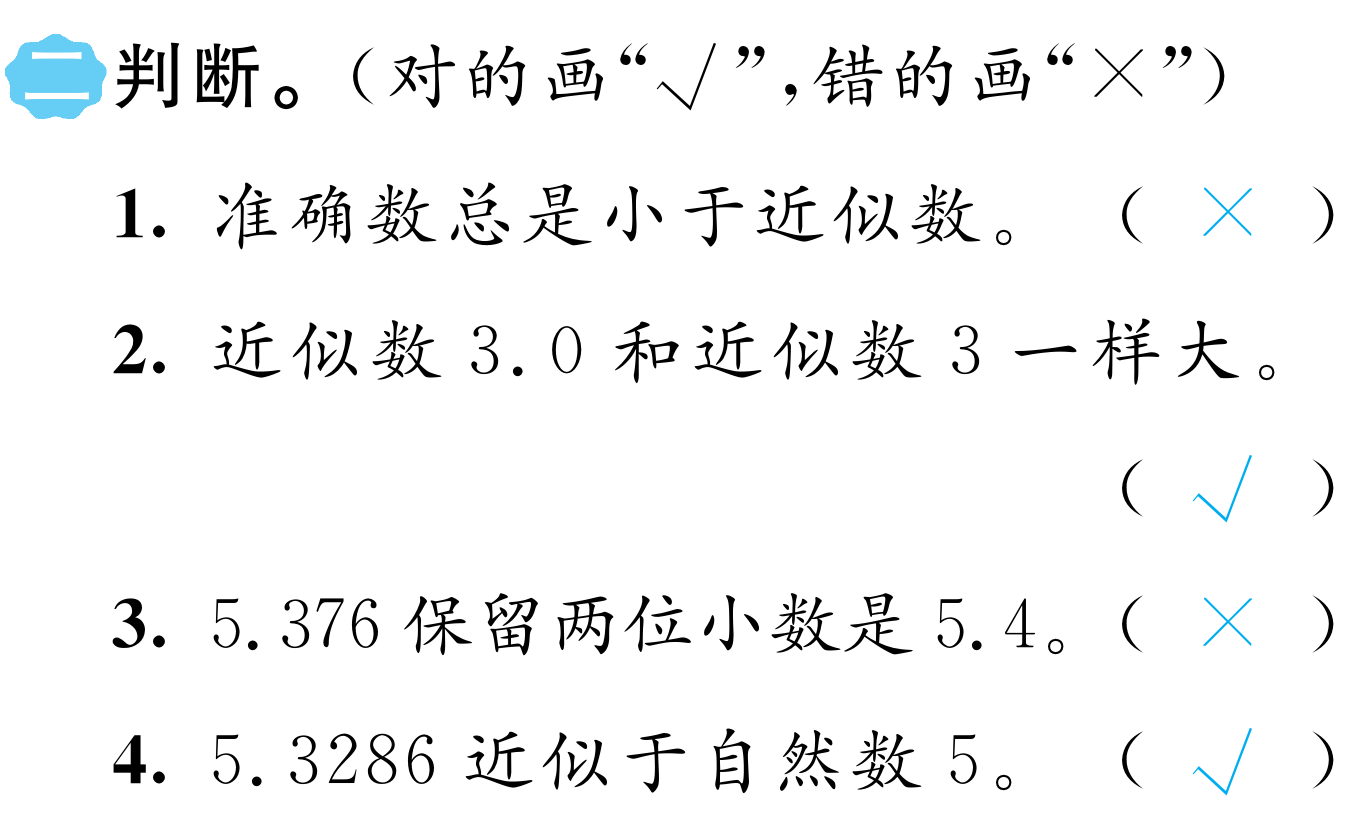 二 判断。(对的画“√”,错的画“×”)
1. 准确数总是小于近似数。 ( × )
2. 近似数 3.0 和近似数 3 一样大。
( √ )
3. 5.376 保留两位小数是 5.4。( × )
4. 5.3286 近似于自然数 5。 ( √ )